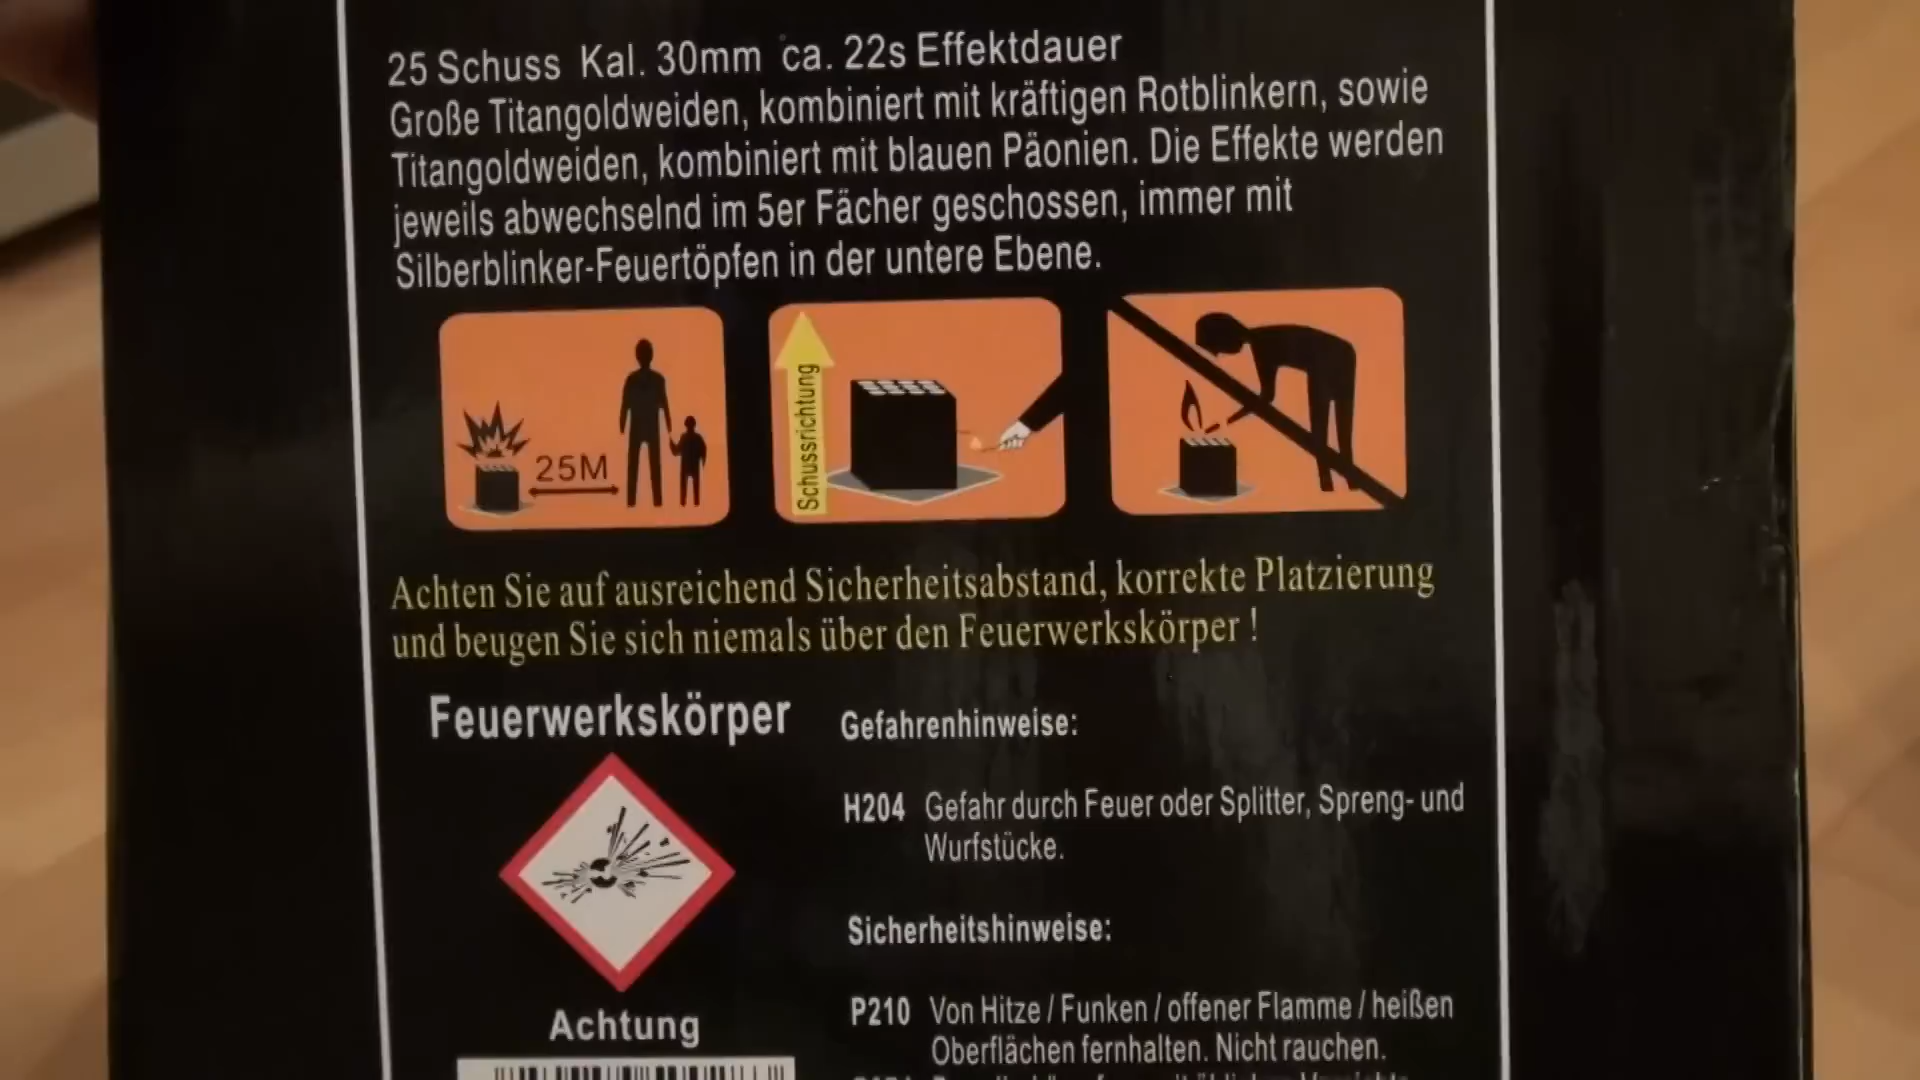 25 Schuss Kal. 30mm ca. 22s Effektdauer
Große Titangoldweiden, kombiniert mit kräftigen Rotblinkern, sowie
Titangoldweiden, kombiniert mit blauen Päonien. Die Effekte werden
jeweils abwechselnd im 5er Fächer geschossen, immer mit
Silberblinker-Feuertöpfen in der untere Ebene.
25M
Schussrichtung
Achten Sie auf ausreichend Sicherheitsabstand, korrekte Platzierung
und beugen Sie sich niemals über den Feuerwerkskörper !
Feuerwerkskörper
Achtung
Gefahrenhinweise:
H204 Gefahr durch Feuer oder Splitter, Spreng- und
Wurfstücke.
Sicherheitshinweise:
P210 Von Hitze / Funken / offener Flamme / heißen
Oberflächen fernhalten. Nicht rauchen.